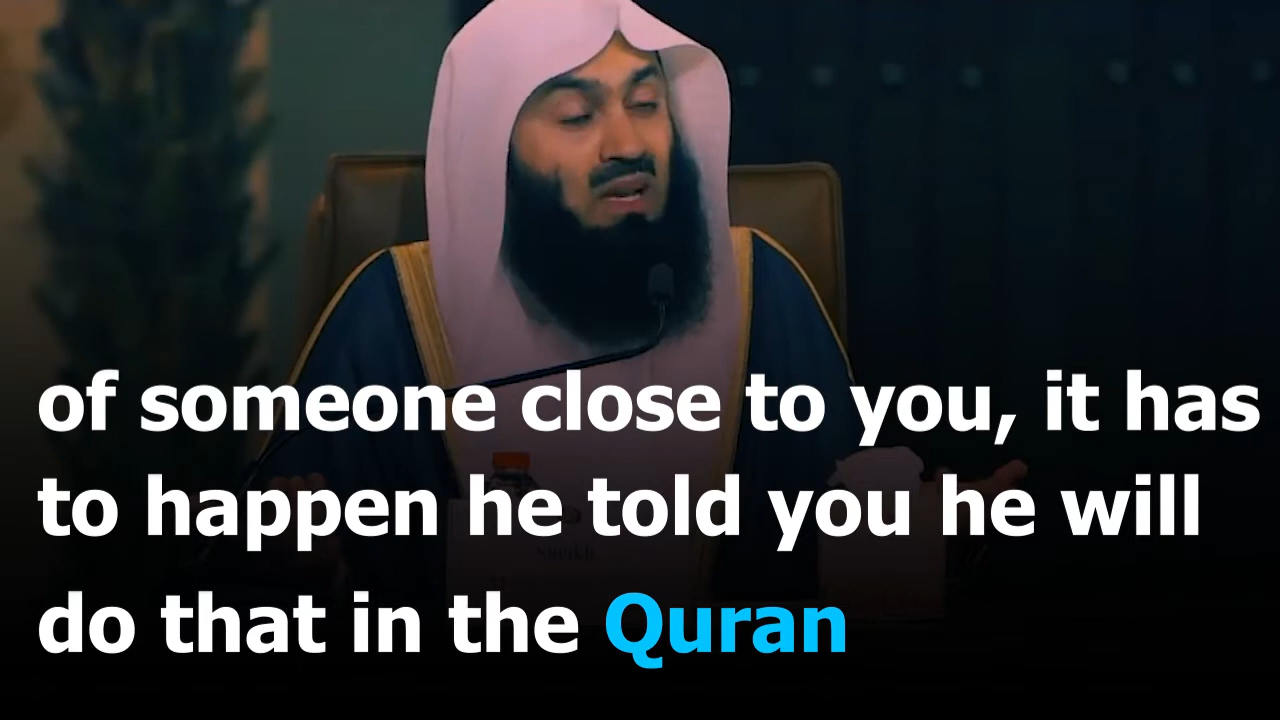 of someone close to you, it has
to happen he told you he will
do that in the Quran
Sheikh